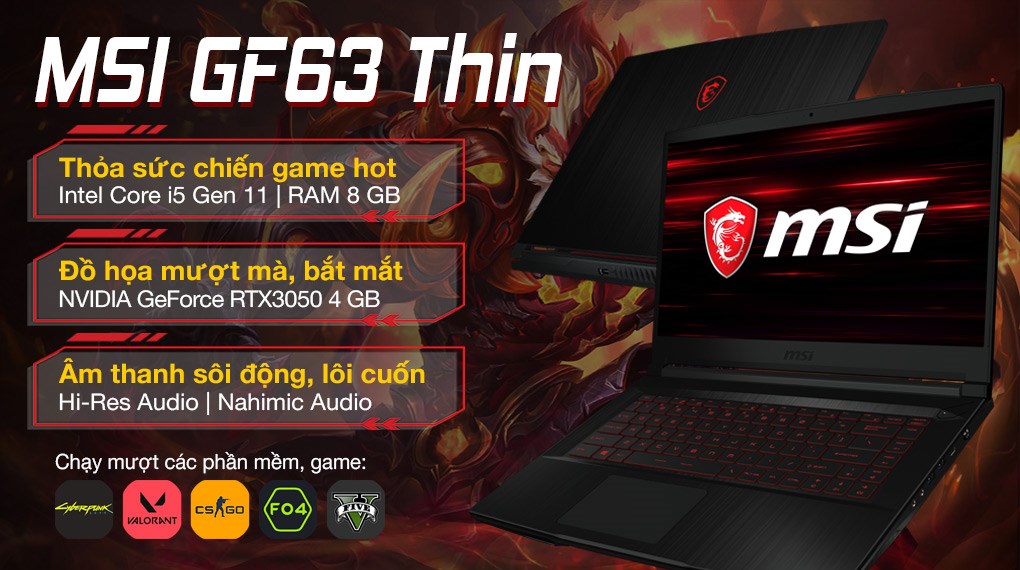 MSI GF63 Thin
Thỏa sức chiến game hot
Intel Core i5 Gen 11 | RAM 8 GB
Đồ họa mượt mà, bắt mắt
NVIDIA GeForce RTX3050 4 GB
Âm thanh sôi động, lôi cuốn
Hi-Res Audio | Nahimic Audio
Chạy mượt các phần mềm, game:
Cyberpunk
VALORANT
CS GO
FO4
V
FIVE
msi
msi